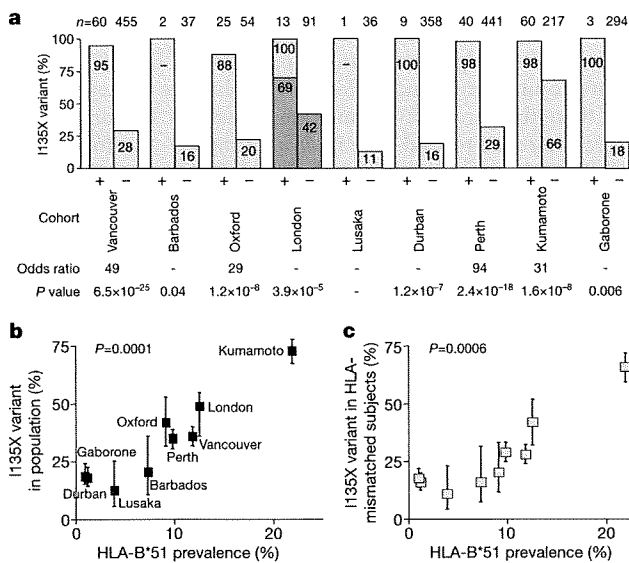 a
n=60 455 2 37 25 54 13 91 1 36 9 358 40 441 60 217 3 294
I135X variant (%)
100
75
50
25
0
95 28 – 16 88 20 100 69 42 – 11 100 16 98 29 98 66 100 18
+ − + − + − + − + − + − + − + − + −
Cohort
Vancouver
Barbados
Oxford
London
Lusaka
Durban
Perth
Kumamoto
Gaborone
Odds ratio 49 - 29 - - - 94 31 -
P value 6.5×10⁻²⁵ 0.04 1.2×10⁻⁸ 3.9×10⁻⁵ - 1.2×10⁻⁷ 2.4×10⁻¹⁸ 1.6×10⁻⁸ 0.006
b
P=0.0001
I135X variant
in population (%)
75
50
25
0
Kumamoto
London
Oxford
Vancouver
Perth
Gaborone
Barbados
Durban
Lusaka
0 10 20
HLA-B*51 prevalence (%)
c
P=0.0006
I135X variant in HLA-
mismatched subjects (%)
75
50
25
0
0 10 20
HLA-B*51 prevalence (%)